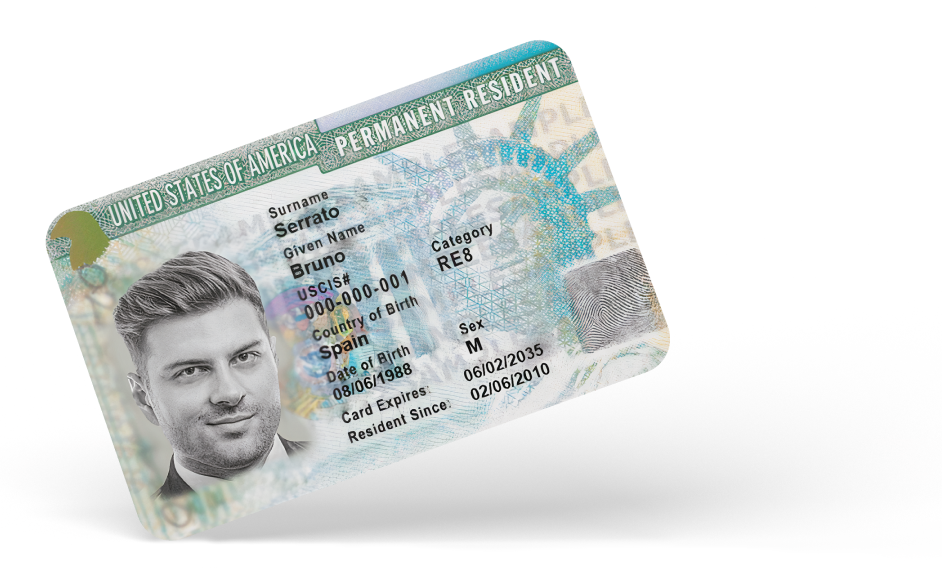 UNITED STATES OF AMERICA PERMANENT RESIDENT
Surname
Serrato
Given Name
Bruno
USCIS#
000-000-001
Category
RE8
Country of Birth
Spain
Date of Birth
08/06/1988
Sex
M
Card Expires: 06/02/2035
Resident Since: 02/06/2010